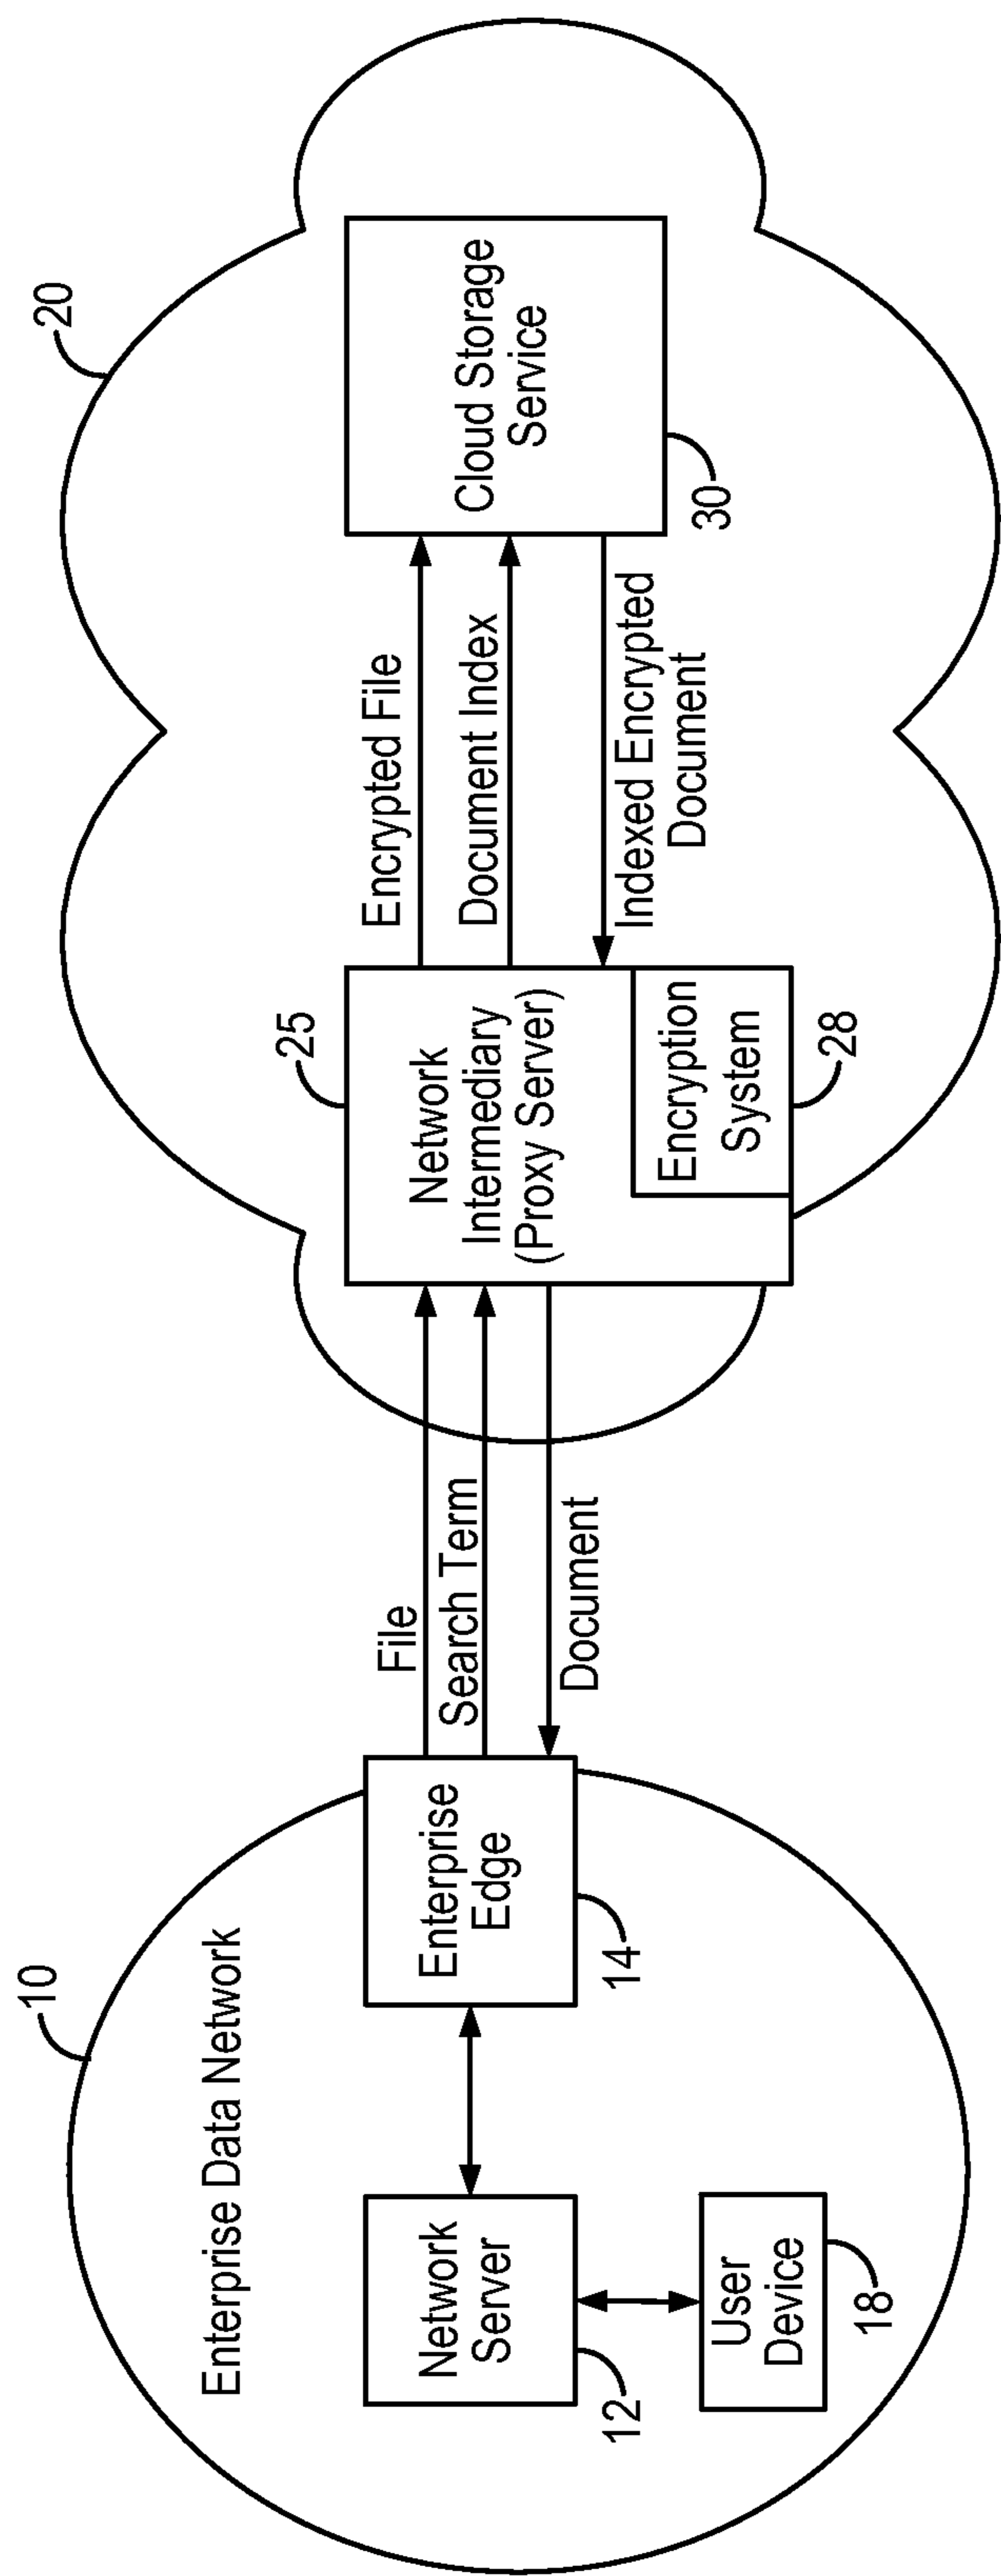 10
Enterprise Data Network
Network
Server
12
User
Device
18
Enterprise
Edge
14
File
Search Term
Document
20
25
Network
Intermediary
(Proxy Server)
Encryption
System
28
Encrypted File
Document Index
Indexed Encrypted
Document
Cloud Storage
Service
30